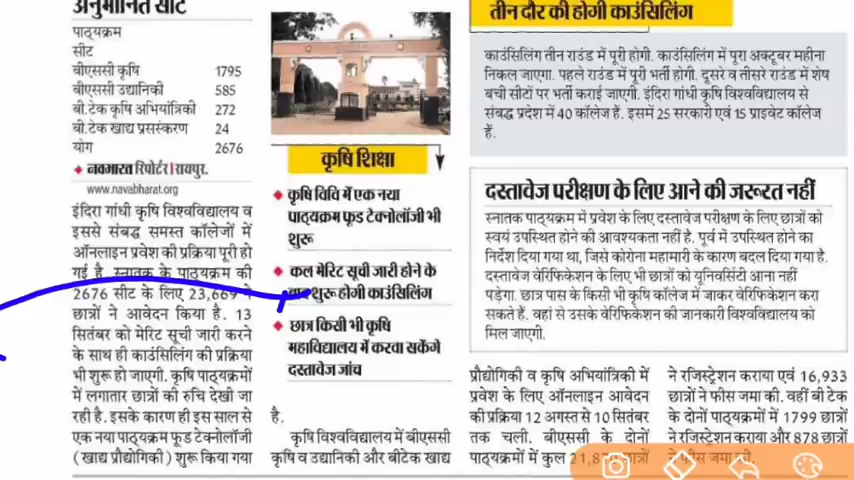 अनुमानित सीट
पाठ्यक्रम
सीट
बीएससी कृषि 1795
बीएससी उद्यानिकी 585
बी.टेक कृषि अभियांत्रिकी 272
बी.टेक खाद्य प्रसस्करण 24
योग 2676
नवभारत रिपोर्टर। रायपुर.
www.navabharat.org
इंदिरा गांधी कृषि विश्वविद्यालय व
इससे संबद्ध समस्त कॉलेजों में
ऑनलाइन प्रवेश की प्रक्रिया पूरी हो
गई है. स्नातक के पाठ्यक्रम की
2676 सीट के लिए 23,669 ने
छात्रों ने आवेदन किया है. 13
सितंबर को मेरिट सूची जारी करने
के साथ ही काउंसिलिंग की प्रक्रिया
भी शुरू हो जाएगी. कृषि पाठ्यक्रमों
में लगातार छात्रों को रुचि देखी जा
रही है. इसके कारण ही इस साल से
एक नया पाठ्यक्रम फूड टेक्नोलॉजी
(खाद्य प्रौद्योगिकी) शुरू किया गया
कृषि शिक्षा
कृषि विवि में एक नया
पाठ्यक्रम फूड टेक्नोलॉजी भी
शुरू
कल मेरिट सूची जारी होने के
बाद शुरू होगी काउंसिलिंग
छात्र किसी भी कृषि
महाविद्यालय में करवा सकेंगे
दस्तावेज जांच
है.
कृषि विश्वविद्यालय में बीएससी
कृषि व उद्यानिकी और बीटेक खाद्य
तीन दौर की होगी काउंसिलिंग
काउंसिलिंग तीन राउंड में पूरी होगी. काउंसिलिंग में पूरा अक्टूबर महीना
निकल जाएगा. पहले राउंड में पूरी भर्ती होगी. दूसरे व तीसरे राउंड में शेष
बची सीटों पर भर्ती कराई जाएगी. इंदिरा गांधी कृषि विश्वविद्यालय से
संबद्ध प्रदेश में 40 कॉलेज हैं. इसमें 25 सरकारी एवं 15 प्राइवेट कॉलेज
हैं.
दस्तावेज परीक्षण के लिए आने की जरूरत नहीं
स्नातक पाठ्यक्रम में प्रवेश के लिए दस्तावेज परीक्षण के लिए छात्रों को
स्वयं उपस्थित होने की आवश्यकता नहीं है. पूर्व में उपस्थित होने का
निर्देश दिया गया था, जिसे कोरोना महामारी के कारण बदल दिया गया है.
दस्तावेज वेरिफिकेशन के लिए भी छात्रों को यूनिवर्सिटी आना नहीं
पड़ेगा. छात्र पास के किसी भी कृषि कॉलेज में जाकर वेरिफिकेशन करा
सकते हैं. वहां से उसके वेरिफिकेशन की जानकारी विश्वविद्यालय को
मिल जाएगी.
प्रौद्योगिकी व कृषि अभियांत्रिकी में
प्रवेश के लिए ऑनलाइन आवेदन
की प्रक्रिया 12 अगस्त से 10 सितंबर
तक चली. बीएससी के दोनों
पाठ्यक्रमों में कुल छात्रों
ने रजिस्ट्रेशन कराया एवं 16,933
छात्रों ने फीस जमा की. वहीं बी टेक
के दोनों पाठ्यक्रमों में 1799 छात्रों
ने रजिस्ट्रेशन कराया और 878 छात्रों
ने फीस जमा की.